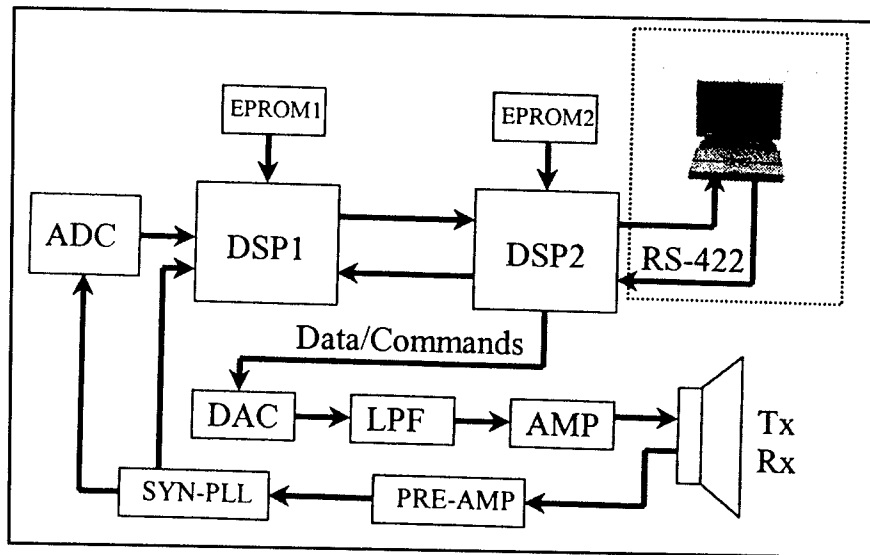 EPROM1
EPROM2
ADC
DSP1
DSP2
RS-422
Data/Commands
DAC
LPF
AMP
Tx
Rx
SYN-PLL
PRE-AMP